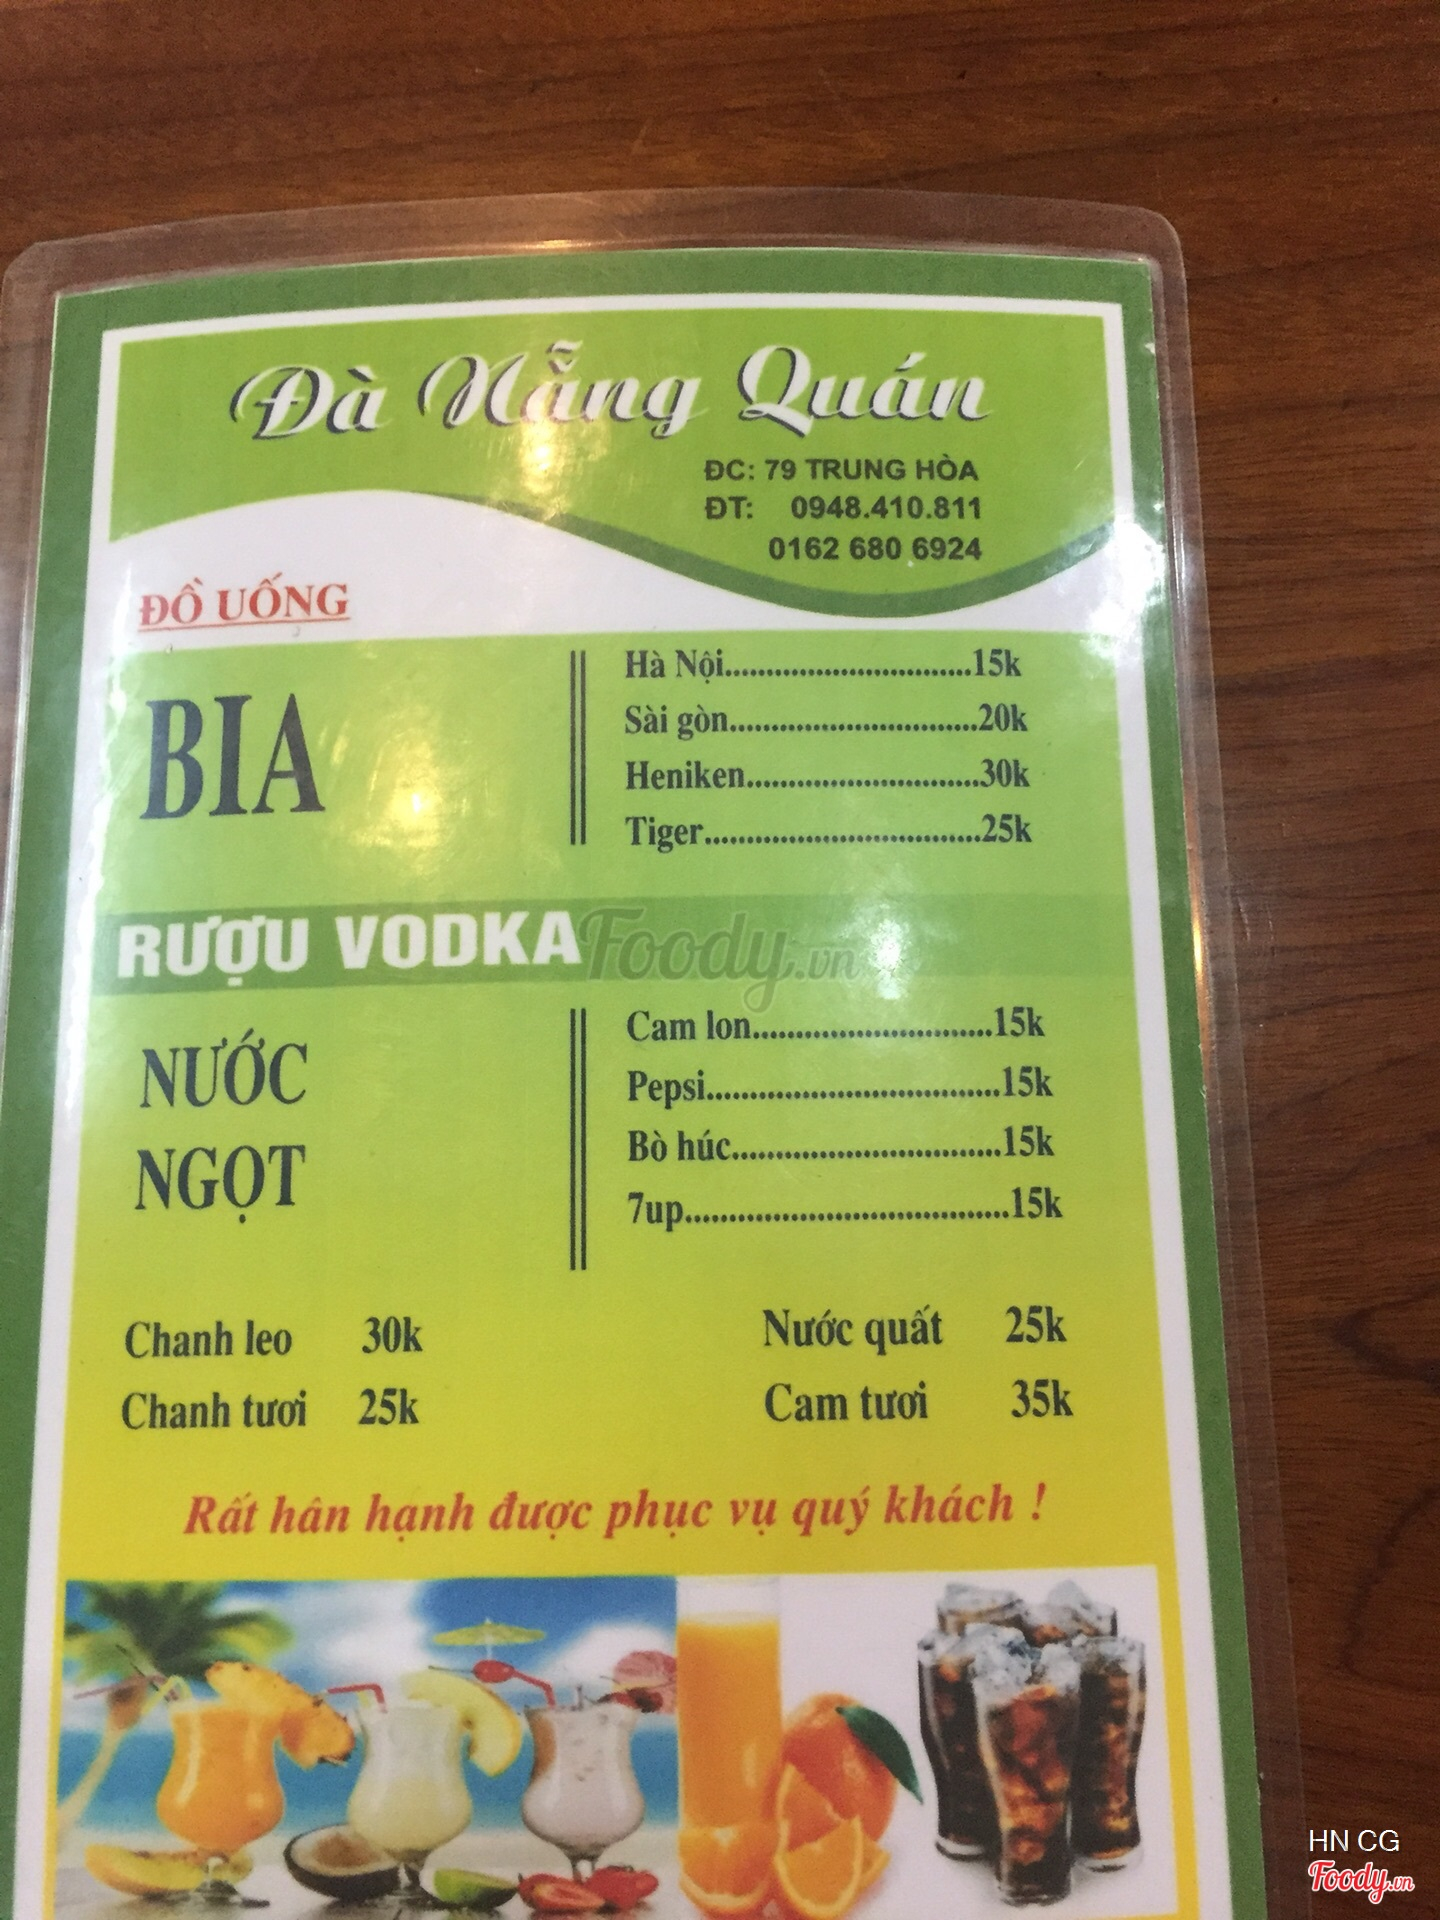 Đà Nẵng Quán
ĐC: 79 TRUNG HÒA
ĐT: 0948.410.811
0162 680 6924
ĐỒ UỐNG
BIA
Hà Nội..............................15k
Sài gòn..............................20k
Heniken............................30k
Tiger.................................25k
RƯỢU VODKA
Foody.vn
NƯỚC
NGỌT
Cam lon.............................15k
Pepsi...................................15k
Bò húc................................15k
7up......................................15k
Chanh leo 30k Nước quất 25k
Chanh tươi 25k Cam tươi 35k
Rất hân hạnh được phục vụ quý khách !
HN CG
Foody.vn